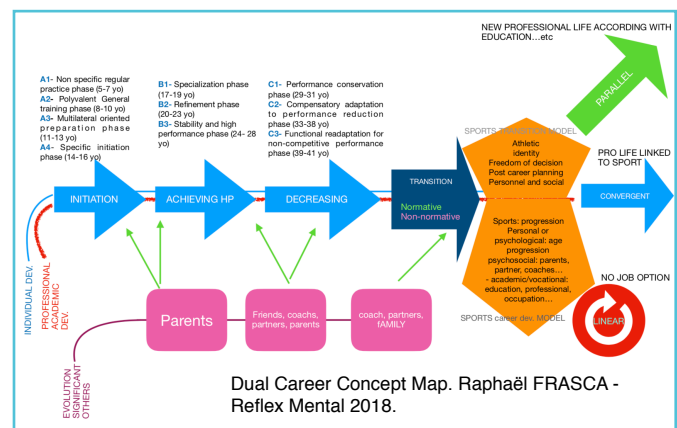 NEW PROFESSIONAL LIFE ACCORDING WITH
EDUCATION…etc
A1- Non specific regular
practice phase (5-7 yo)
A2- Polyvalent General
training phase (8-10 yo)
A3- Multilateral oriented
preparation phase
(11-13 yo)
A4- Specific initiation
phase (14-16 yo)
B1- Specialization phase
(17-19 yo)
B2- Refinement phase
(20-23 yo)
B3- Stability and high
performance phase (24- 28
yo)
C1- Performance conservation
phase (29-31 yo)
C2- Compensatory adaptation
to performance reduction
phase (33-38 yo)
C3- Functional readaptation for
non-competitive performance
phase (39-41 yo)
PARALLEL
SPORTS TRANSITION MODEL
Athletic
identity
Freedom of decision
Post career planning
Personnel and social
PRO LIFE LINKED
TO SPORT
INITIATION
ACHIEVING HP
DECREASING
TRANSITION
Normative
Non-normative
CONVERGENT
Sports: progression
Personal or
psychological: age
progression
psychosocial: parents,
partner, coaches…
- academic/vocational:
education, professional,
occupation…
SPORTS career dev. MODEL
NO JOB OPTION
LINEAR
INDIVIDUAL DEV.
PROFESSIONAL
ACADEMIC
DEV.
Parents
Friends, coachs,
partners, parents
coach, partners,
fAMILY
EVOLUTION
SIGNIFICANT
OTHERS
Dual Career Concept Map. Raphaël FRASCA -
Reflex Mental 2018.